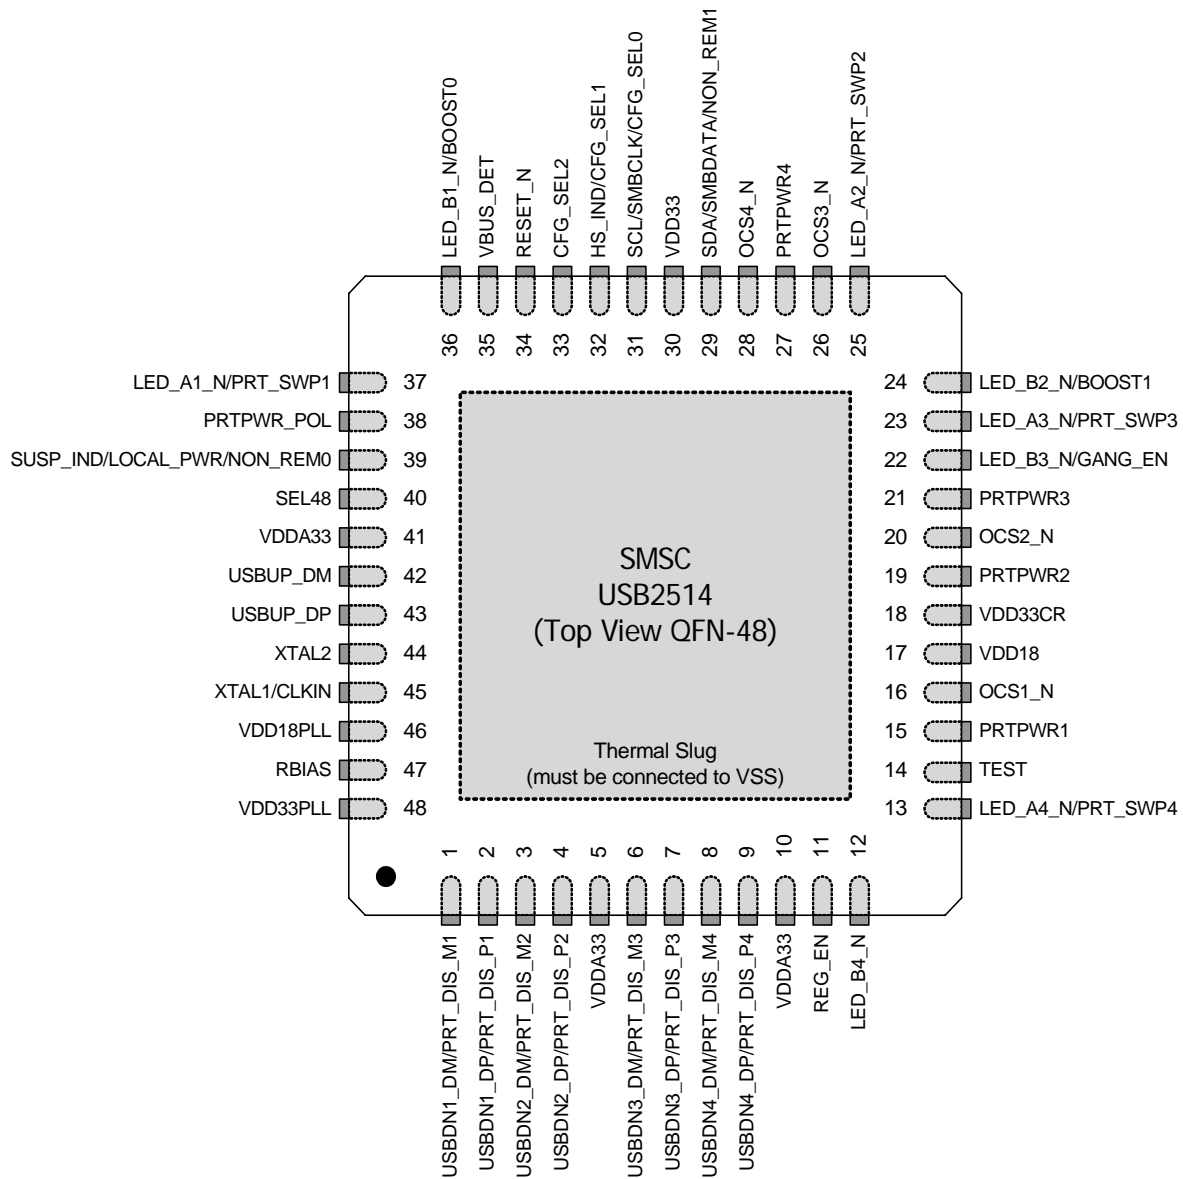 LED_B1_N/BOOST0
VBUS_DET
RESET_N
CFG_SEL2
HS_IND/CFG_SEL1
SCL/SMBCLK/CFG_SEL0
VDD33
SDA/SMBDATA/NON_REM1
OCS4_N
PRTPWR4
OCS3_N
LED_A2_N/PRT_SWP2
36
35
34
33
32
31
30
29
28
27
26
25
LED_A1_N/PRT_SWP1 37
PRTPWR_POL 38
SUSP_IND/LOCAL_PWR/NON_REM0 39
SEL48 40
VDDA33 41
USBUP_DM 42
USBUP_DP 43
XTAL2 44
XTAL1/CLKIN 45
VDD18PLL 46
RBIAS 47
VDD33PLL 48
SMSC
USB2514
(Top View QFN-48)
Thermal Slug
(must be connected to VSS)
24 LED_B2_N/BOOST1
23 LED_A3_N/PRT_SWP3
22 LED_B3_N/GANG_EN
21 PRTPWR3
20 OCS2_N
19 PRTPWR2
18 VDD33CR
17 VDD18
16 OCS1_N
15 PRTPWR1
14 TEST
13 LED_A4_N/PRT_SWP4
1
2
3
4
5
6
7
8
9
10
11
12
USBDN1_DM/PRT_DIS_M1
USBDN1_DP/PRT_DIS_P1
USBDN2_DM/PRT_DIS_M2
USBDN2_DP/PRT_DIS_P2
VDDA33
USBDN3_DM/PRT_DIS_M3
USBDN3_DP/PRT_DIS_P3
USBDN4_DM/PRT_DIS_M4
USBDN4_DP/PRT_DIS_P4
VDDA33
REG_EN
LED_B4_N